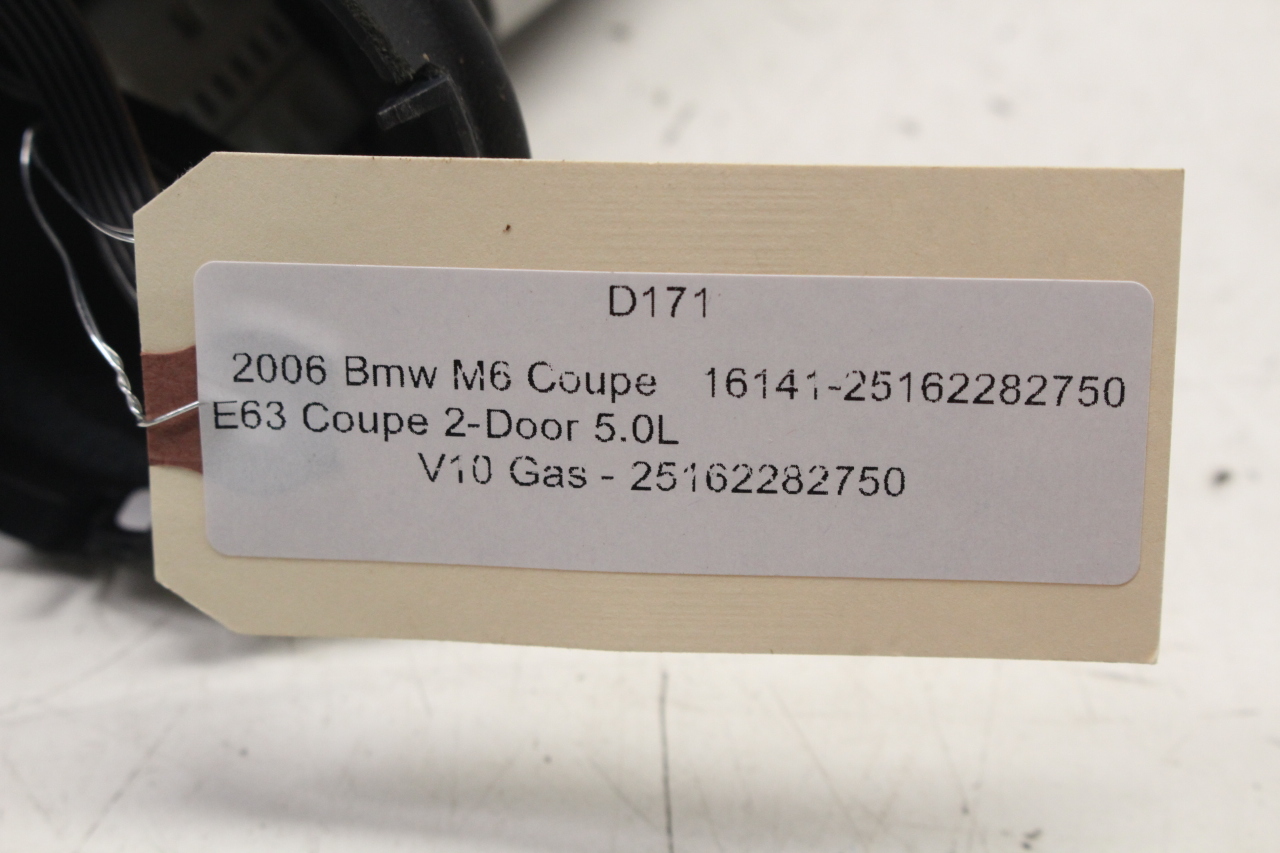 D171
2006 Bmw M6 Coupe 16141-25162282750
E63 Coupe 2-Door 5.0L
V10 Gas - 25162282750